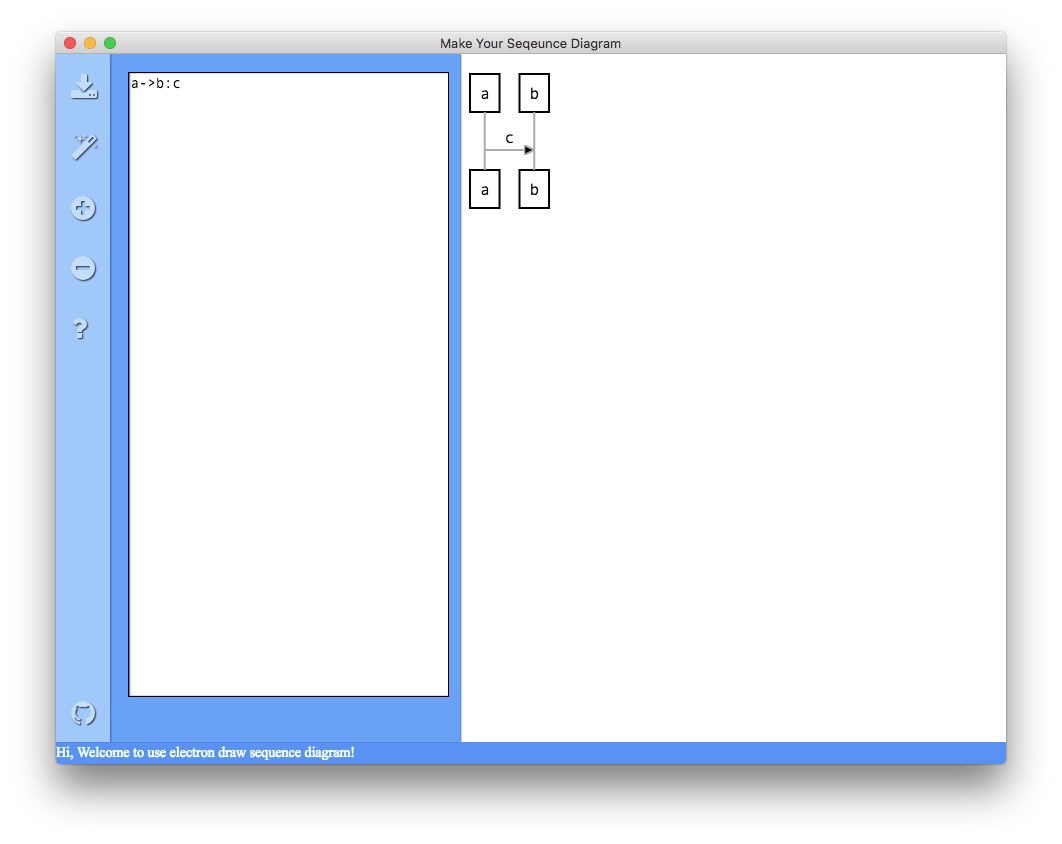 Make Your Seqeunce Diagram
a->b:c
a b
c
a b
?
Hi, Welcome to use electron draw sequence diagram!